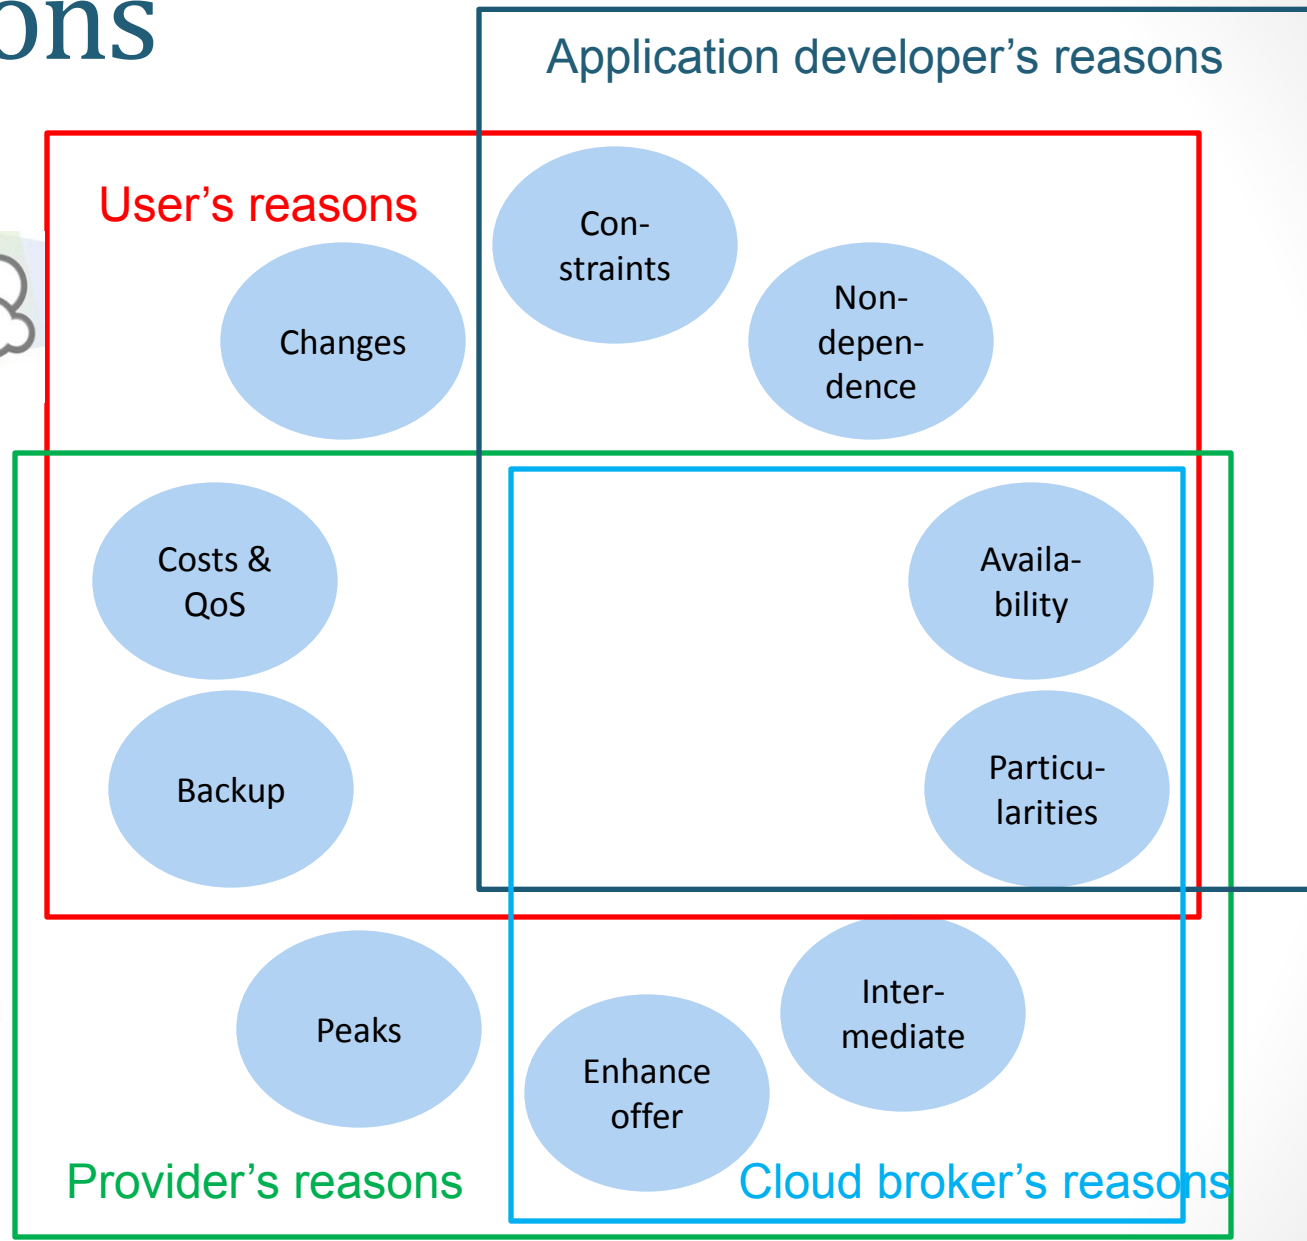 ons
Application developer's reasons
User's reasons
Con-
straints
Changes
Non-
depen-
dence
Costs &
QoS
Availa-
bility
Backup
Particu-
larities
Peaks
Inter-
mediate
Enhance
offer
Provider's reasons
Cloud broker's reasons